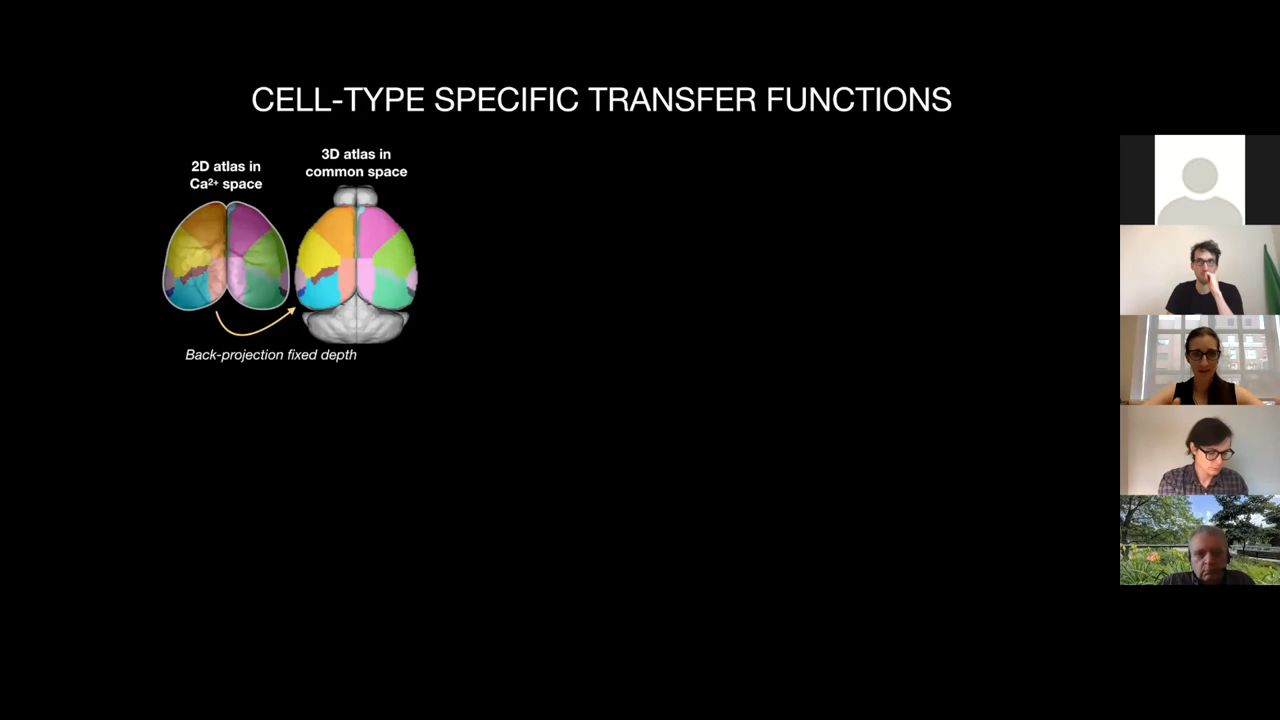 CELL-TYPE SPECIFIC TRANSFER FUNCTIONS
2D atlas in
Ca²⁺ space
3D atlas in
common space
Back-projection fixed depth